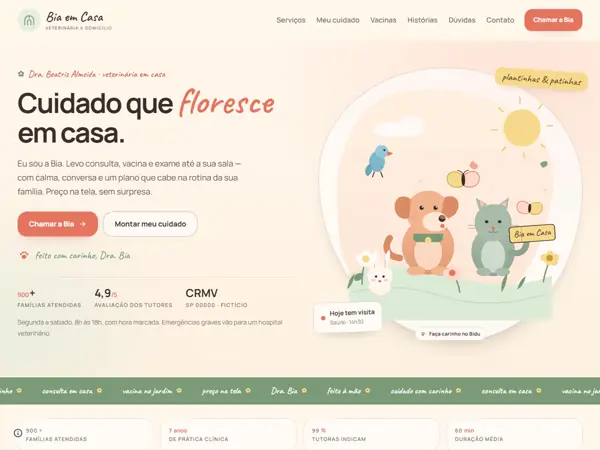 Bia em Casa
VETERINÁRIA A DOMICÍLIO
Serviços
Meu cuidado
Vacinas
Histórias
Dúvidas
Contato
Chamar a Bia
Dra. Beatriz Almeida · veterinária em casa
Cuidado que floresce
em casa.
Eu sou a Bia. Levo consulta, vacina e exame até a sua sala —
com calma, conversa e um plano que cabe na rotina da sua
família. Preço na tela, sem surpresa.
Chamar a Bia →
Montar meu cuidado
feito com carinho, Dra. Bia
900+
FAMÍLIAS ATENDIDAS
4,9/5
AVALIAÇÃO DOS TUTORES
CRMV
SP 00000 · FICTÍCIO
Segunda a sábado, 8h às 18h, com hora marcada. Emergências graves vão para um hospital
veterinário.
plantinhas & patinhas
Bia em Casa
Hoje tem visita
Saúde · 14h30
Faça carinho no Bidu
consulta em casa
vacina no jardim
preço na tela
Dra. Bia
feito à mão
cuidado com carinho
consulta em casa
900 +
FAMÍLIAS ATENDIDAS
7 anos
DE PRÁTICA CLÍNICA
99 %
TUTORAS INDICAM
60 min
DURAÇÃO MÉDIA